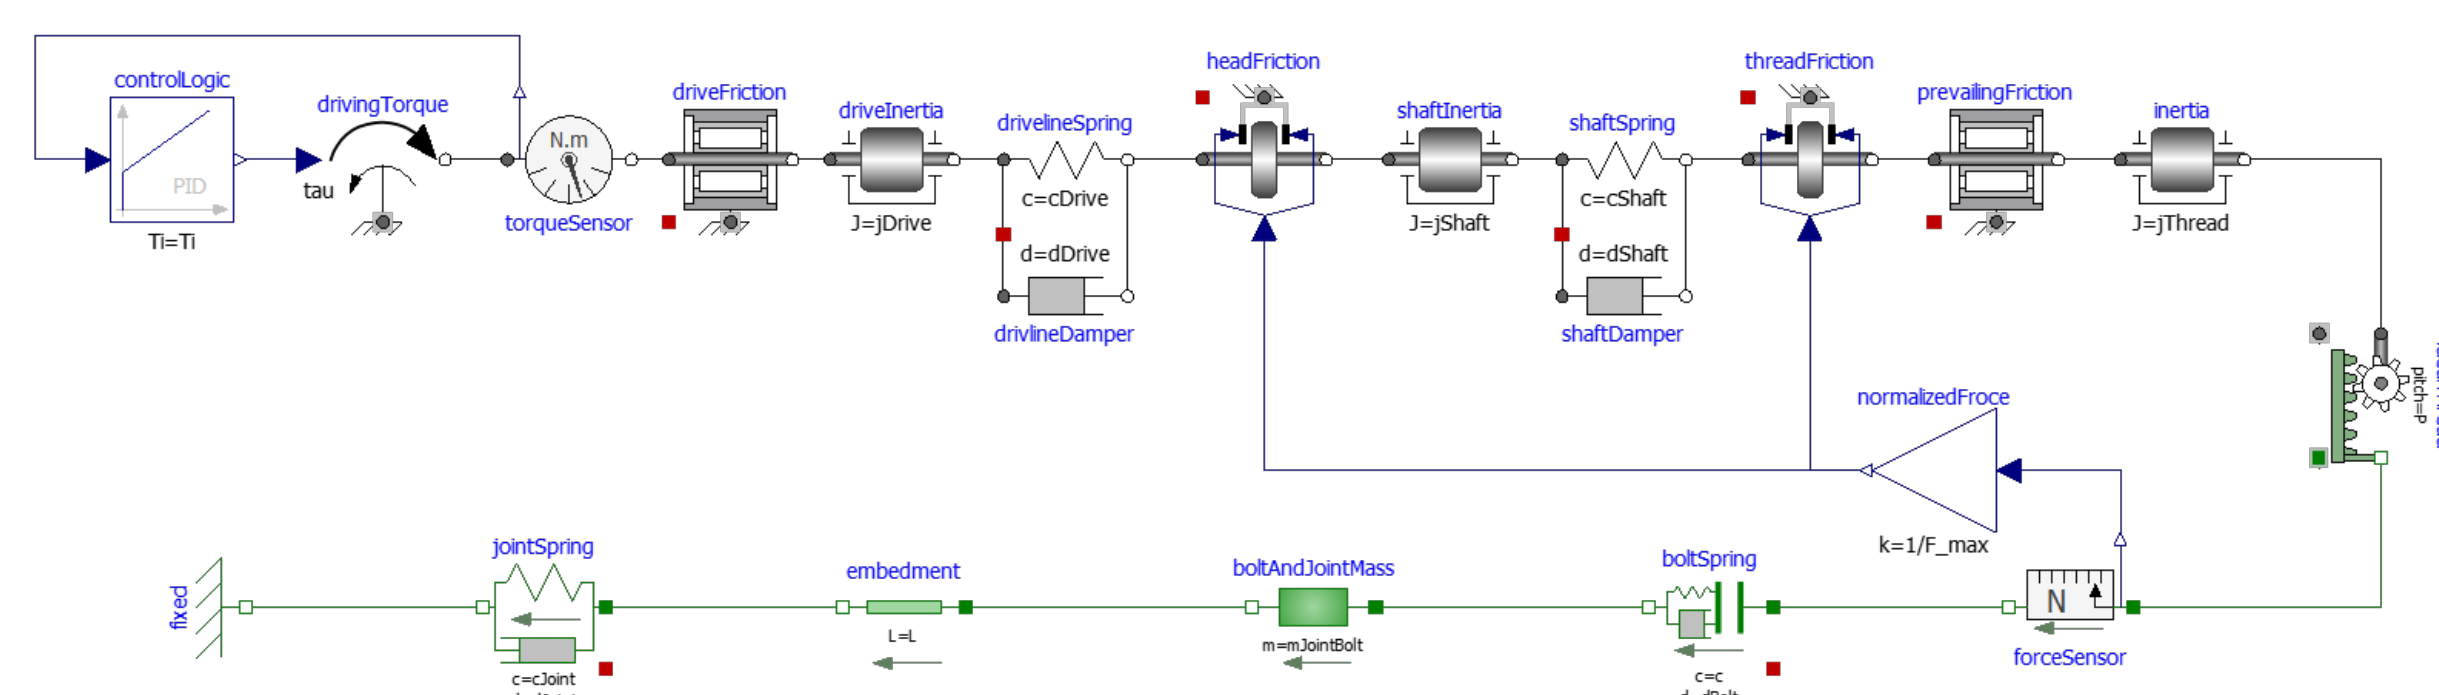 headFriction
threadFriction
controlLogic
driveFriction
prevailingFriction
drivingTorque
driveInertia
drivelineSpring
shaftInertia
shaftSpring
inertia
N.m
PID
tau
c=cDrive
c=cShaft
torqueSensor
J=jDrive
J=jShaft
J=jThread
Ti=Ti
d=dDrive
d=dShaft
drivlineDamper
shaftDamper
pitch=P
normalizedFroce
k=1/F_max
jointSpring
embedment
boltAndJointMass
boltSpring
fixed
N
L=L
m=mJointBolt
forceSensor
c=cJoint
c=c